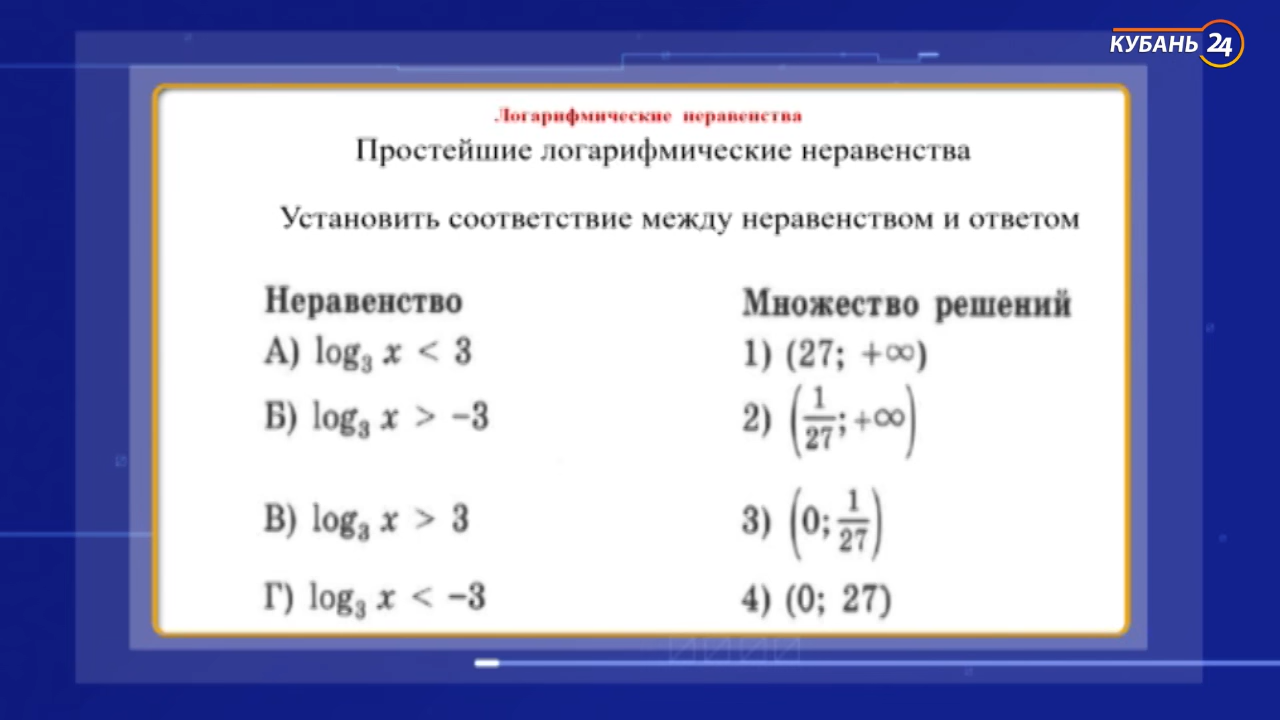 КУБАНЬ 24
Логарифмические неравенства
Простейшие логарифмические неравенства
Установить соответствие между неравенством и ответом
Неравенство Множество решений
А) log₃ x < 3 1) (27; +∞)
Б) log₃ x > −3 2) (1/27; +∞)
В) log₃ x > 3 3) (0; 1/27)
Г) log₃ x < −3 4) (0; 27)